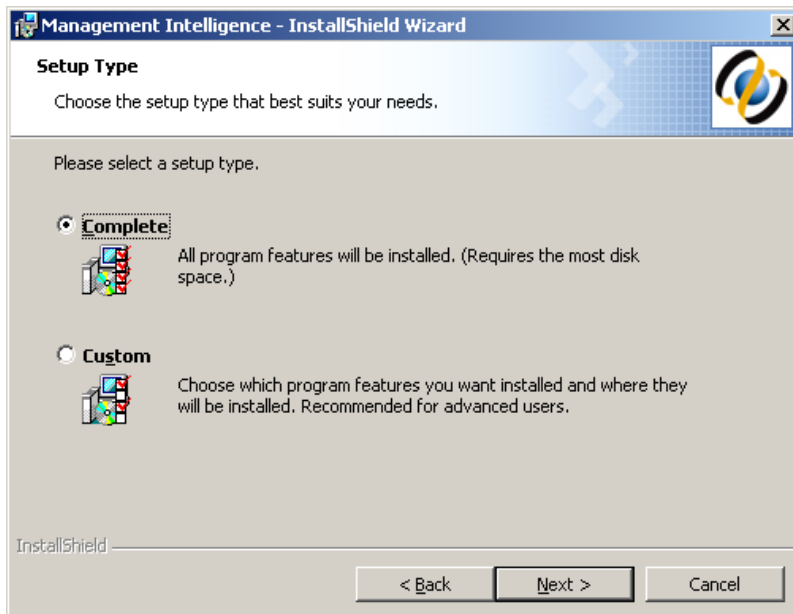 Management Intelligence - InstallShield Wizard
Setup Type
Choose the setup type that best suits your needs.
Please select a setup type.
Complete
All program features will be installed. (Requires the most disk
space.)
Custom
Choose which program features you want installed and where they
will be installed. Recommended for advanced users.
InstallShield
< Back
Next >
Cancel